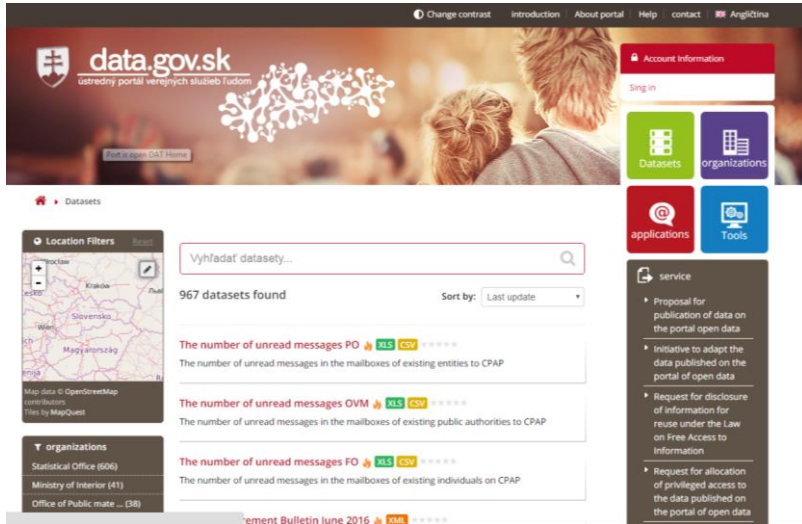 Change contrast introduction About portal Help contact Angličtina
data.gov.sk
ústredný portál verejných služieb ľudom
Port is open DAT Home
Account Information
Sing in
Datasets
organizations
applications
Tools
Datasets
Location Filters Reset
Kraków
Slovensko
Wien
Magyarország
Map data © OpenStreetMap
contributors
Tiles by MapQuest
organizations
Statistical Office (606)
Ministry of Interior (41)
Office of Public mate ... (38)
Vyhľadať datasety...
967 datasets found
Sort by: Last update
The number of unread messages PO XLS CSV
The number of unread messages in the mailboxes of existing entities to CPAP
The number of unread messages OVM XLS CSV
The number of unread messages in the mailboxes of existing public authorities to CPAP
The number of unread messages FO XLS CSV
The number of unread messages in the mailboxes of existing individuals on CPAP
rement Bulletin June 2016 XML
service
Proposal for
publication of data on
the portal open data
Initiative to adapt the
data published on the
portal of open data
Request for disclosure
of information for
reuse under the Law
on Free Access to
Information
Request for allocation
of privileged access to
the data published on
the portal of open data